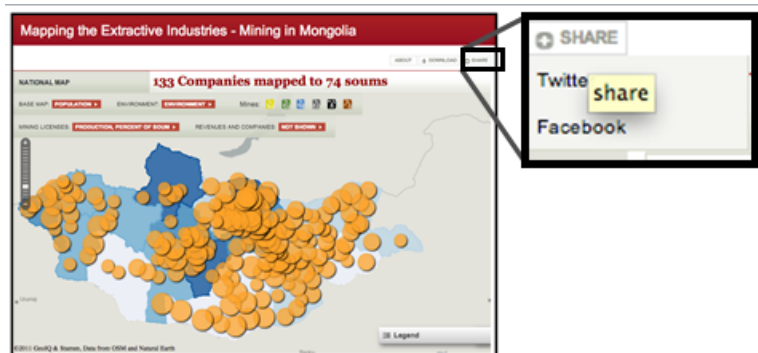 Mapping the Extractive Industries - Mining in Mongolia
ABOUT DOWNLOAD SHARE
NATIONAL MAP 133 Companies mapped to 74 soums
BASE MAP: POPULATION ENVIRONMENT: ENVIRONMENT Mines:
MINING LICENSES: PRODUCTION, PERCENT OF SOUM REVENUES AND COMPANIES: NOT SHOWN
Legend
©2011 GeoIQ & Stamen, Data from OSM and Natural Earth
SHARE
Twitte
share
Facebook